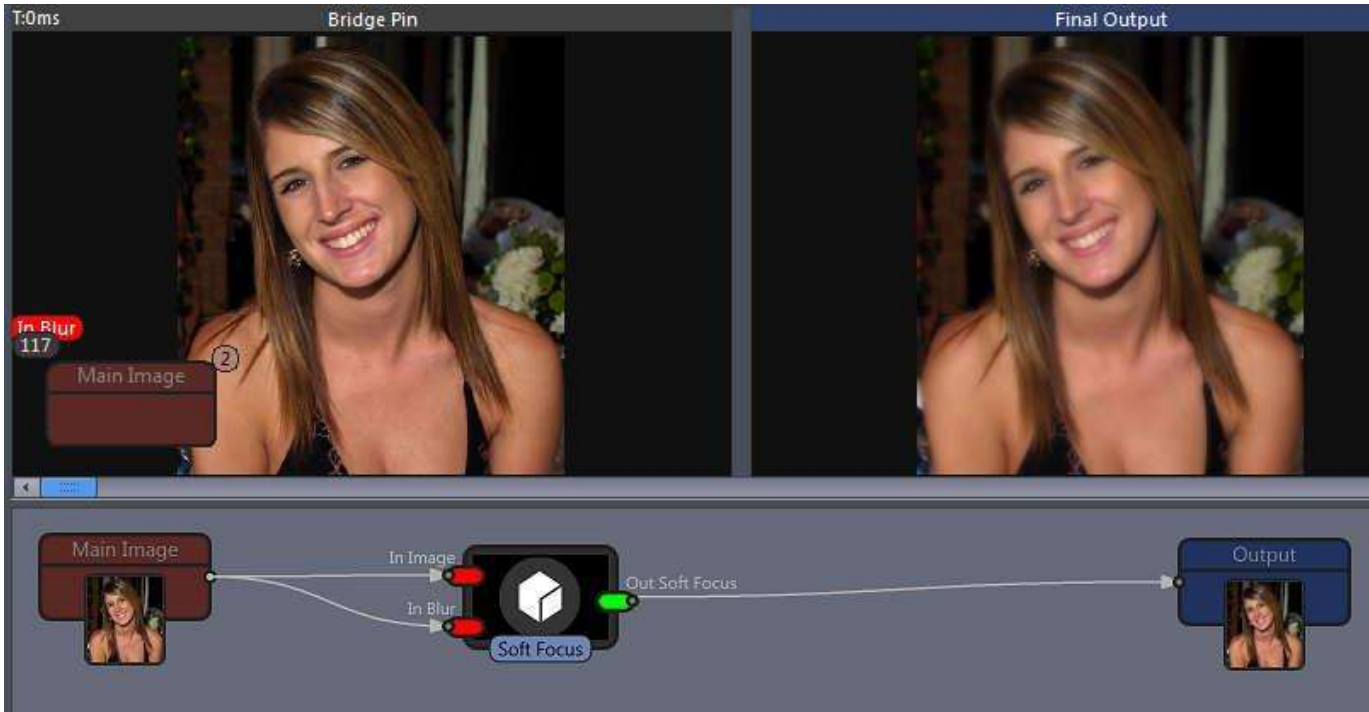 T:0ms
Bridge Pin
Final Output
In Blur
117
2
Main Image
Main Image
In Image
In Blur
Out Soft Focus
Soft Focus
Output